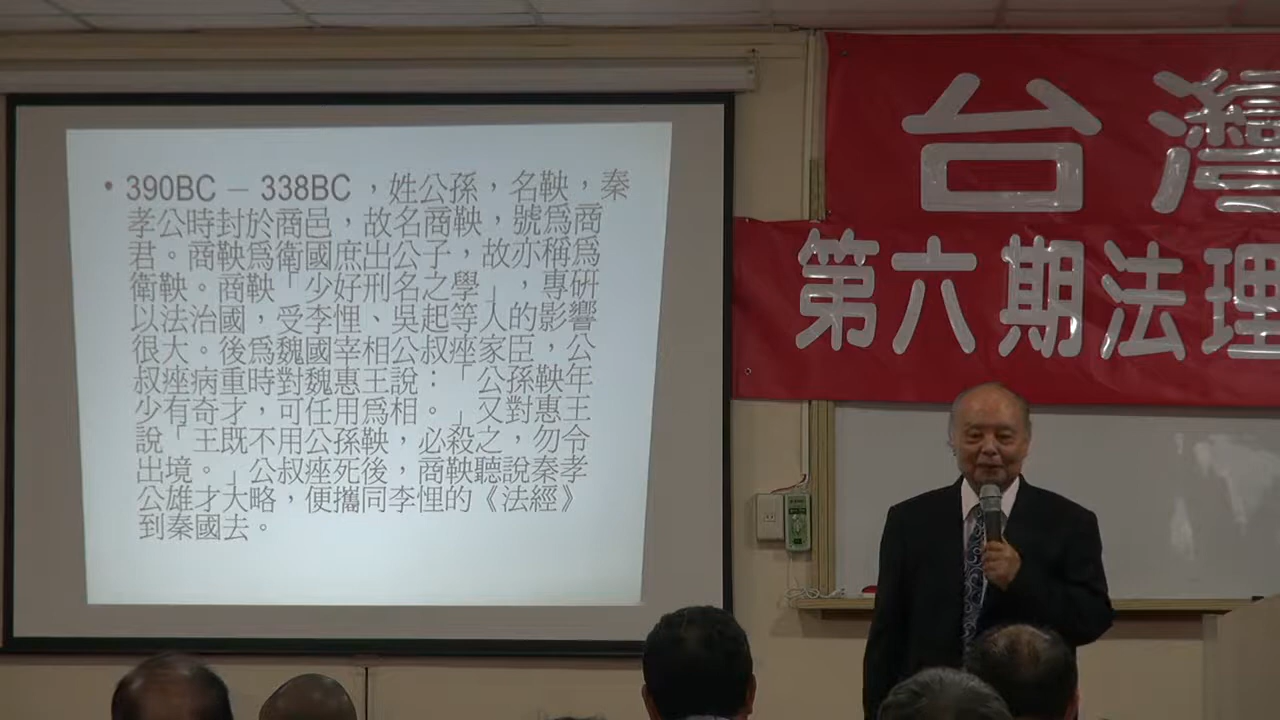 • 390BC – 338BC ，姓公孫，名鞅，秦
孝公時封於商邑，故名商鞅，號為商
君。商鞅為衛國庶出公子，故亦稱為
衛鞅。商鞅「少好刑名之學」，專研
以法治國，受李悝、吳起等人的影響
很大。後為魏國宰相公叔痤家臣，公
叔痤病重時對魏惠王說：「公孫鞅年
少有奇才，可任用為相。」又對惠王
說「王既不用公孫鞅，必殺之，勿令
出境。」公叔痤死後，商鞅聽說秦孝
公雄才大略，便攜同李悝的《法經》
到秦國去。
台灣
第六期法理